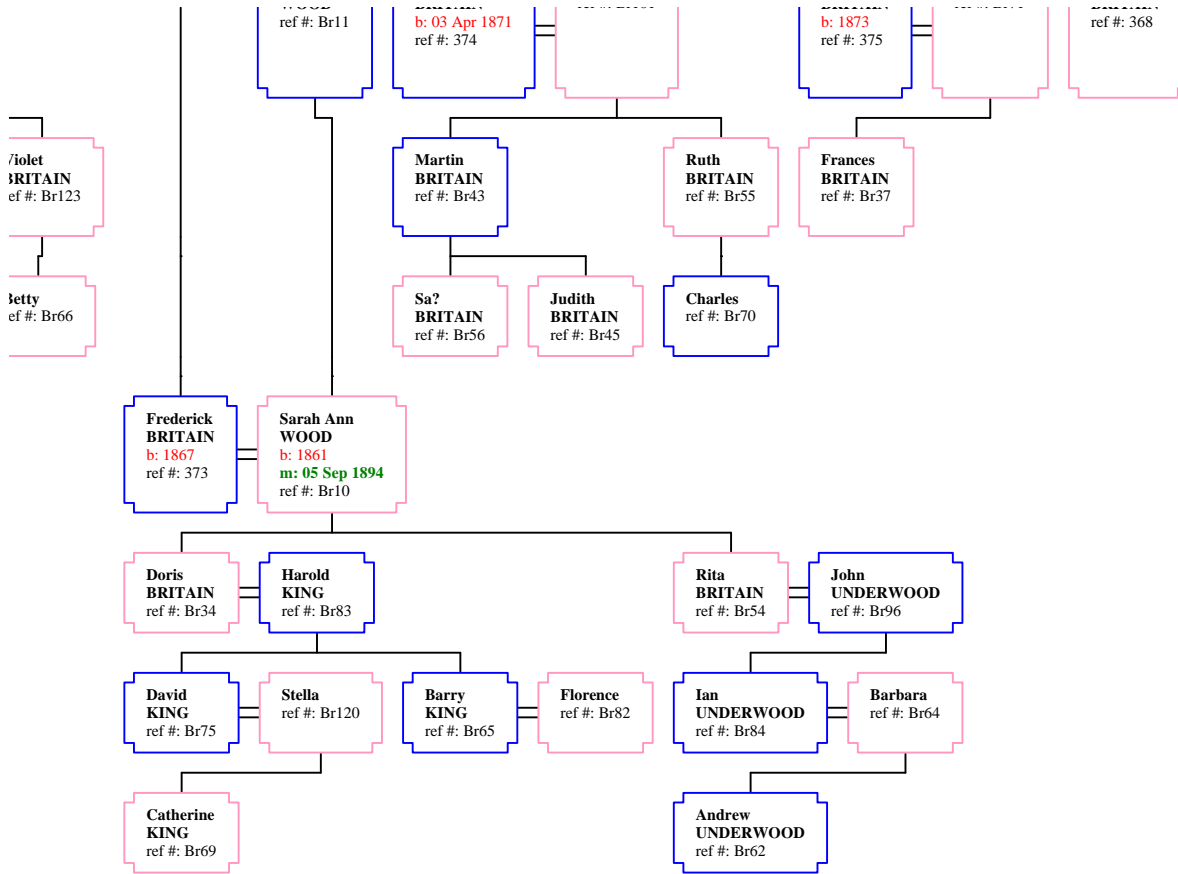 ref #: Br11
b: 03 Apr 1871
ref #: 374
b: 1873
ref #: 375
ref #: 368
BRITAIN
ref #: Br123
Martin
BRITAIN
ref #: Br43
Ruth
BRITAIN
ref #: Br55
Frances
BRITAIN
ref #: Br37
ref #: Br66
Sa?
BRITAIN
ref #: Br56
Judith
BRITAIN
ref #: Br45
Charles
ref #: Br70
Frederick
BRITAIN
b: 1867
ref #: 373
Sarah Ann
WOOD
b: 1861
m: 05 Sep 1894
ref #: Br10
Doris
BRITAIN
ref #: Br34
Harold
KING
ref #: Br83
Rita
BRITAIN
ref #: Br54
John
UNDERWOOD
ref #: Br96
David
KING
ref #: Br75
Stella
ref #: Br120
Barry
KING
ref #: Br65
Florence
ref #: Br82
Ian
UNDERWOOD
ref #: Br84
Barbara
ref #: Br64
Catherine
KING
ref #: Br69
Andrew
UNDERWOOD
ref #: Br62